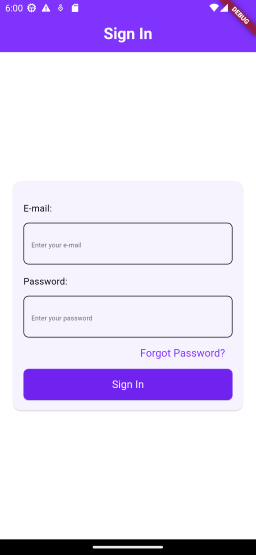 6:00
DEBUG
Sign In
E-mail:
Enter your e-mail
Password:
Enter your password
Forgot Password?
Sign In